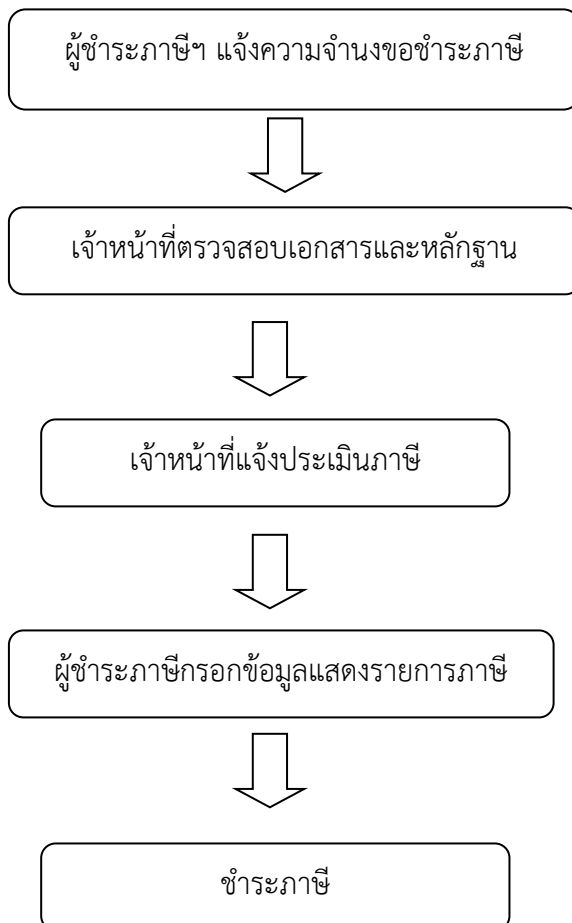 ผู้ชำระภาษีฯ แจ้งความจำนงขอชำระภาษี
เจ้าหน้าที่ตรวจสอบเอกสารและหลักฐาน
เจ้าหน้าที่แจ้งประเมินภาษี
ผู้ชำระภาษีกรอกข้อมูลแสดงรายการภาษี
ชำระภาษี